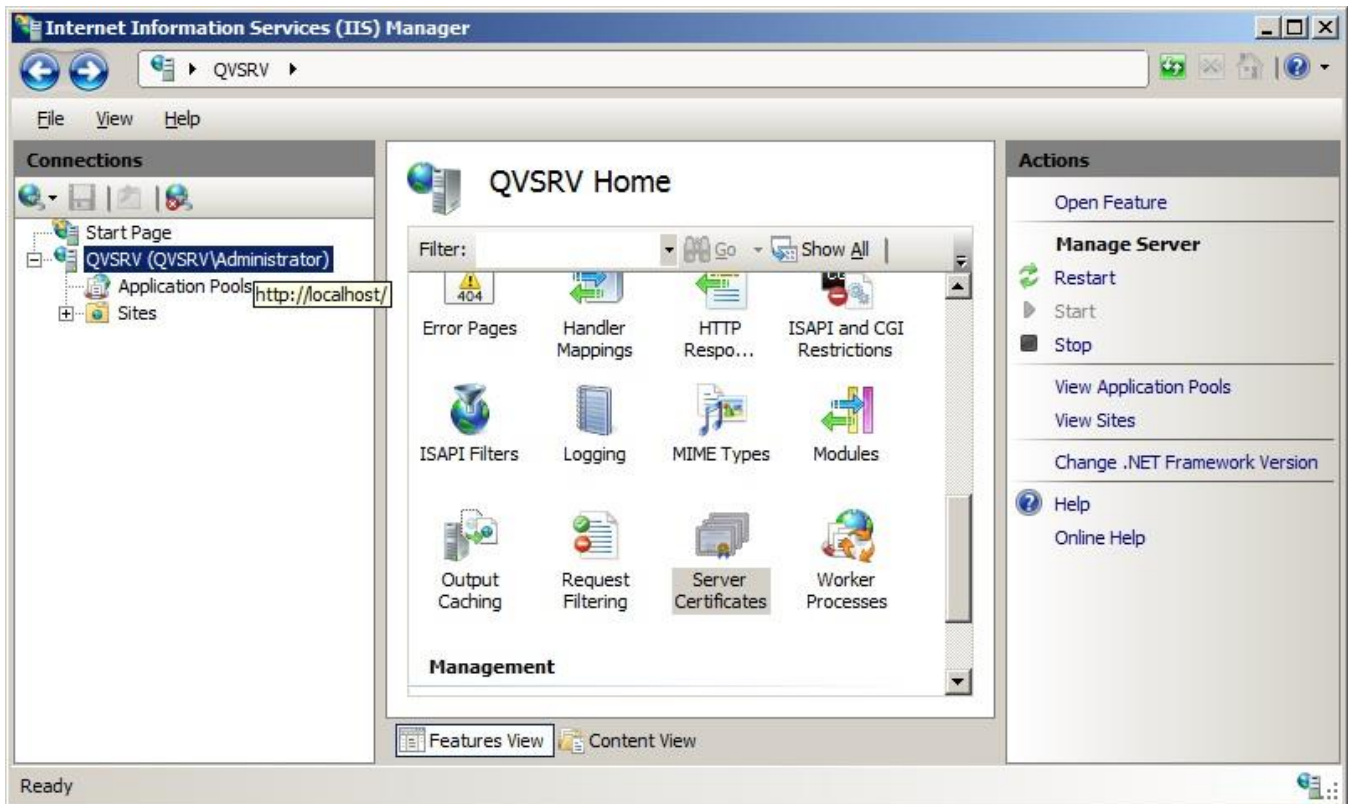 Internet Information Services (IIS) Manager
QVSRV
File View Help
Connections
Start Page
QVSRV (QVSRV\Administrator)
Application Pools
http://localhost/
Sites
QVSRV Home
Filter: Go Show All
404
Error Pages
Handler Mappings
HTTP Respo...
ISAPI and CGI Restrictions
ISAPI Filters
Logging
MIME Types
Modules
Output Caching
Request Filtering
Server Certificates
Worker Processes
Management
Features View
Content View
Actions
Open Feature
Manage Server
Restart
Start
Stop
View Application Pools
View Sites
Change .NET Framework Version
Help
Online Help
Ready